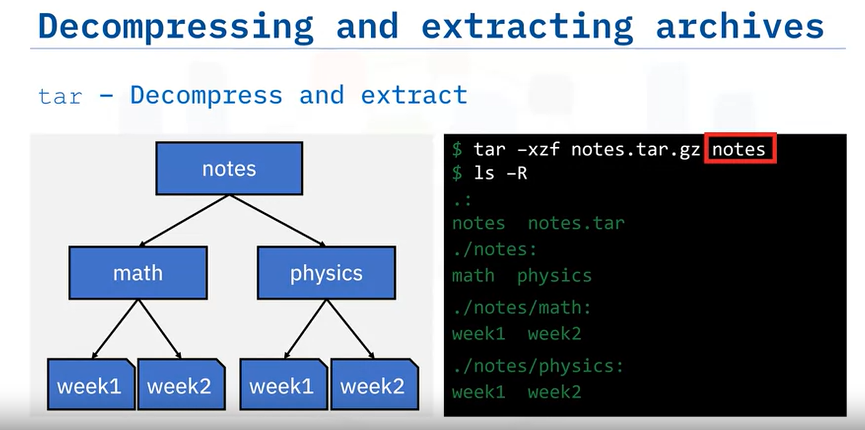 Decompressing and extracting archives
tar – Decompress and extract
notes
math physics
week1 week2 week1 week2
$ tar –xzf notes.tar.gz notes
$ ls –R
.:
notes notes.tar
./notes:
math physics
./notes/math:
week1 week2
./notes/physics:
week1 week2